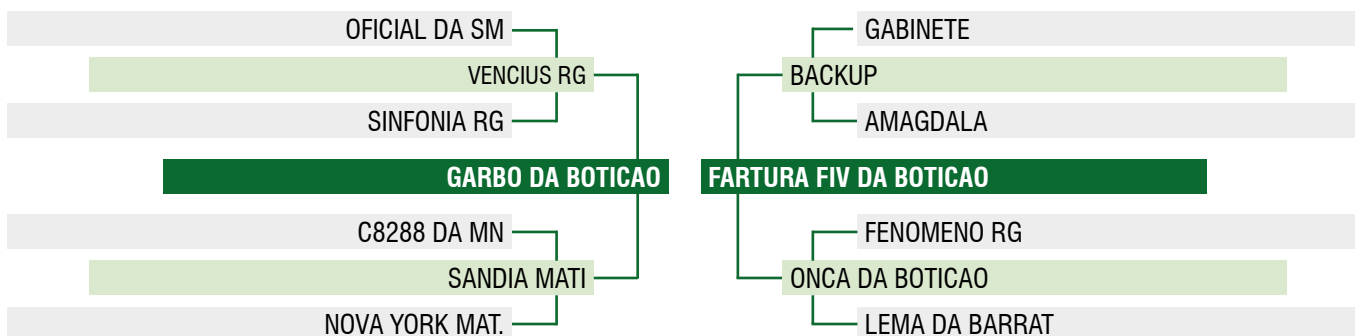 OFICIAL DA SM
VENCIUS RG
SINFONIA RG
GARBO DA BOTICAO
C8288 DA MN
SANDIA MATI
NOVA YORK MAT.
GABINETE
BACKUP
AMAGDALA
FARTURA FIV DA BOTICAO
FENOMENO RG
ONCA DA BOTICAO
LEMA DA BARRAT